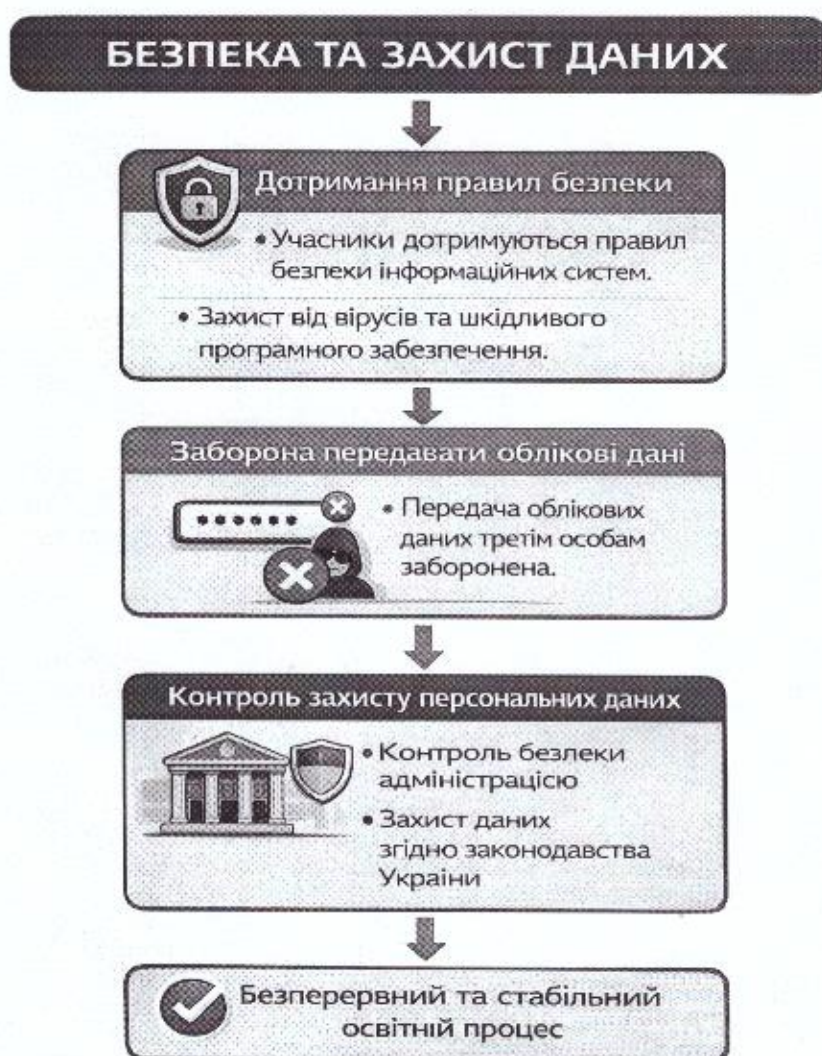 БЕЗПЕКА ТА ЗАХИСТ ДАНИХ
Дотримання правил безпеки
• Учасники дотримуються правил
безпехи інформаційних систем.
• Захист від вірусів та шкідливого
програмного забезпечення.
Заборона передавати облікові дані
• Передача облікових
даних третім особам
заборонена.
Контроль захисту персональних даних
• Контроль безлеки
адміністрацією
• Захист даних
згідно законодавства
України
Безперервний та стабільний
освітній процес